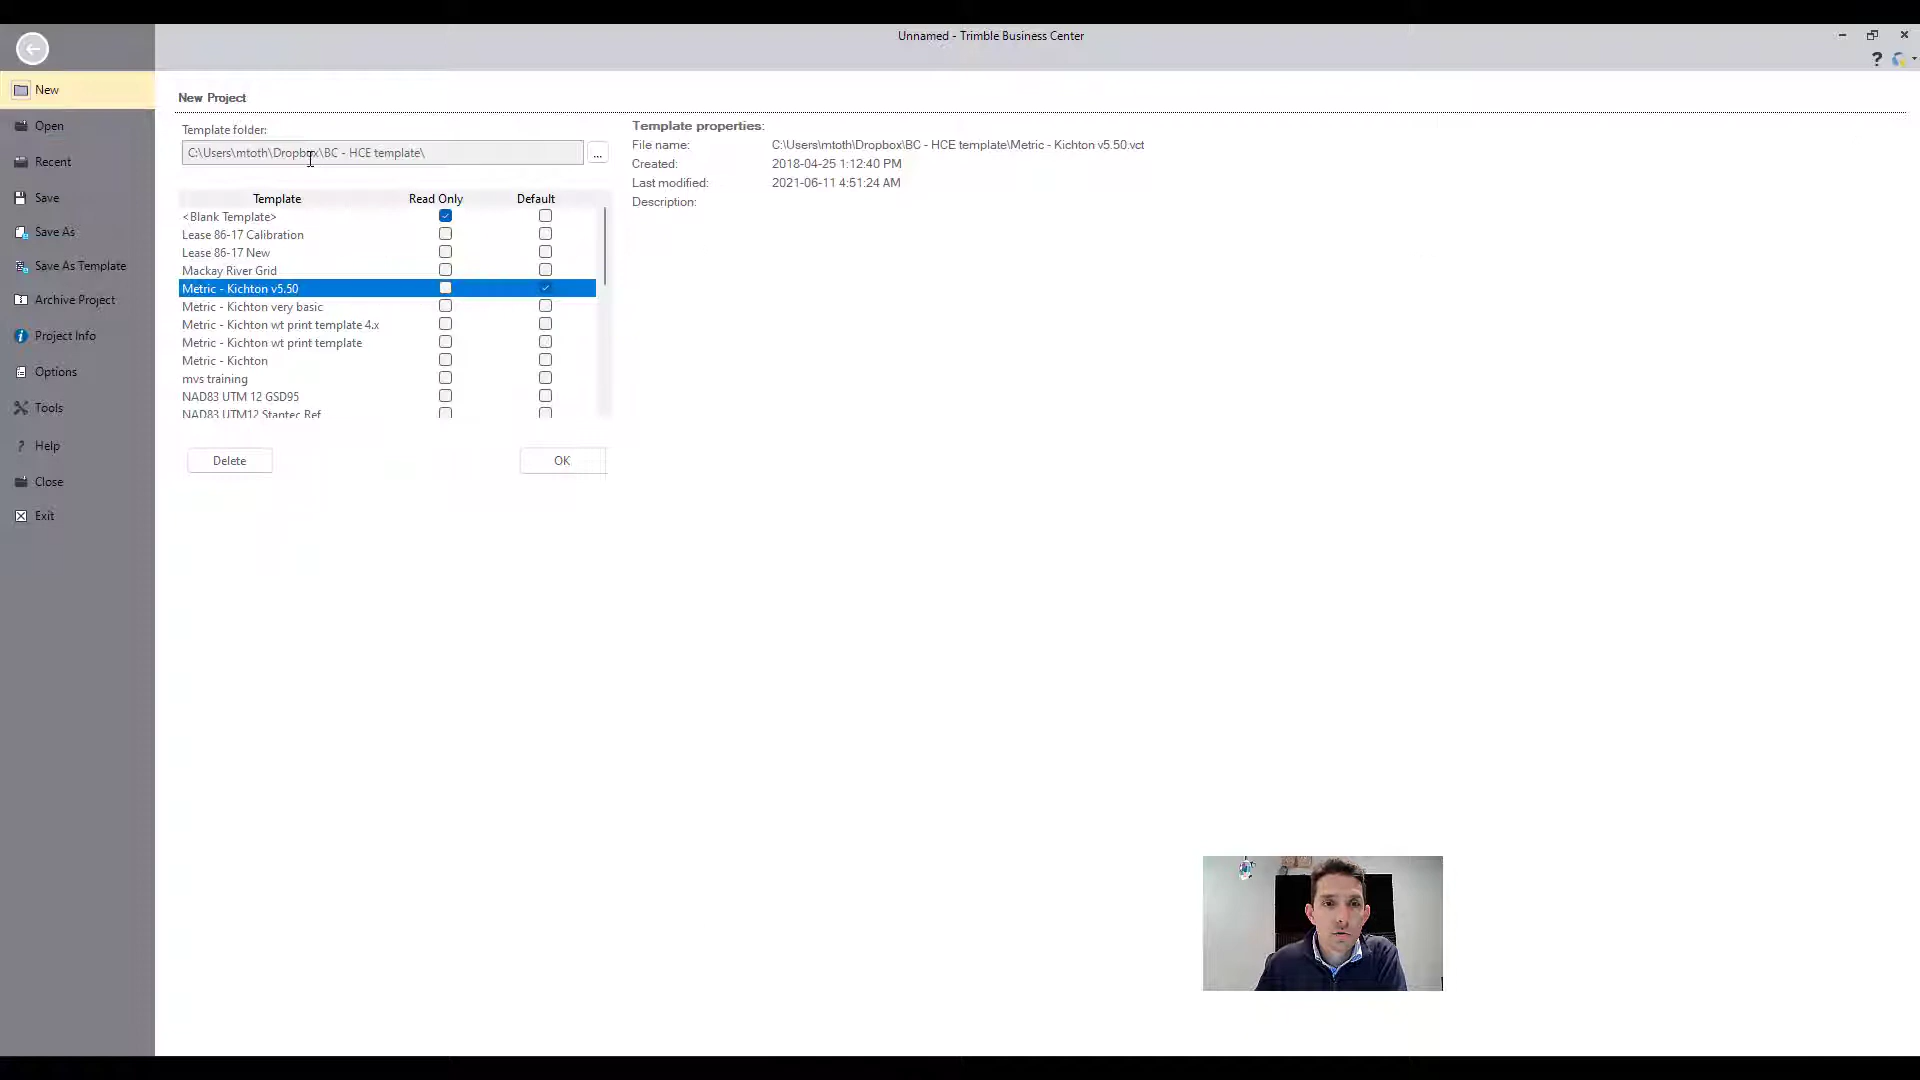 Unnamed - Trimble Business Center
?
New
Open
Recent
Save
Save As
Save As Template
Archive Project
Project Info
Options
Tools
? Help
Close
Exit
New Project
Template folder:
C:\Users\mtoth\Dropbox\BC - HCE template\
...
Template Read Only Default
<Blank Template>
Lease 86-17 Calibration
Lease 86-17 New
Mackay River Grid
Metric - Kichton v5.50
Metric - Kichton very basic
Metric - Kichton wt print template 4.x
Metric - Kichton wt print template
Metric - Kichton
mvs training
NAD83 UTM 12 GSD95
NAD83 UTM12 Stantec Ref
Delete
OK
Template properties:
File name: C:\Users\mtoth\Dropbox\BC - HCE template\Metric - Kichton v5.50.vct
Created: 2018-04-25 1:12:40 PM
Last modified: 2021-06-11 4:51:24 AM
Description: